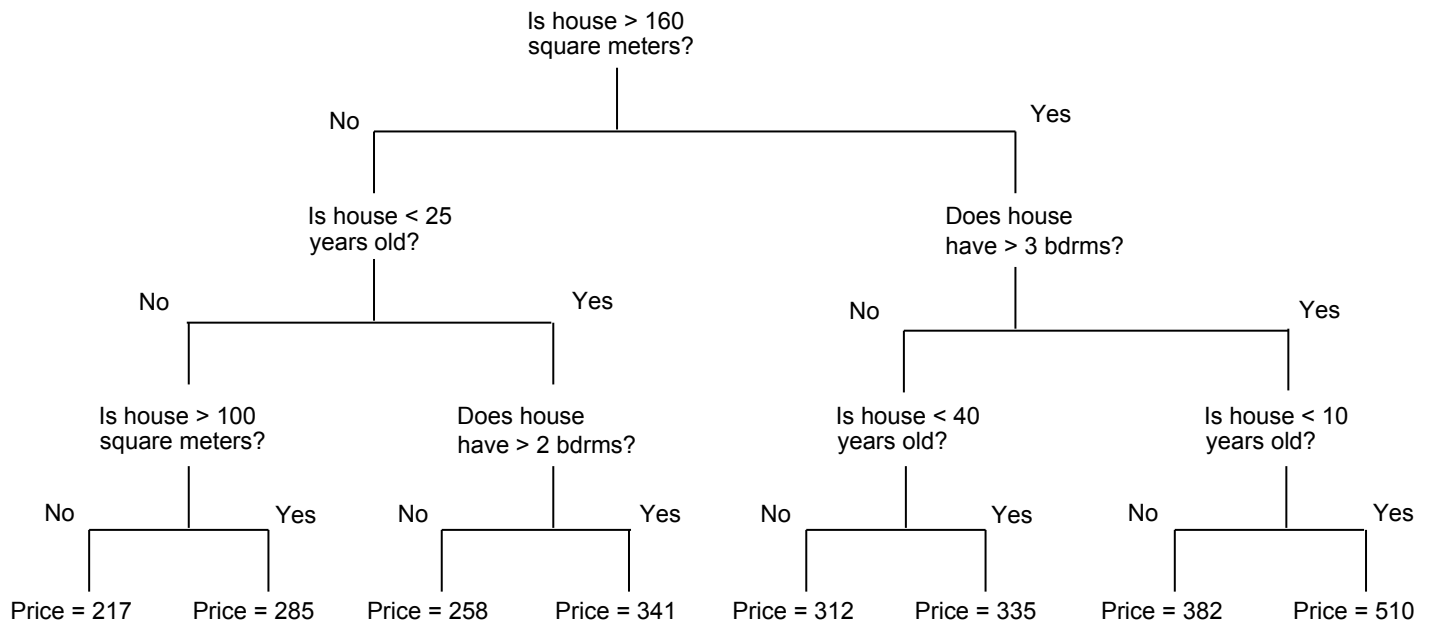 Is house > 160
square meters?
No
Yes
Is house < 25
years old?
Does house
have > 3 bdrms?
No
Yes
No
Yes
Is house > 100
square meters?
Does house
have > 2 bdrms?
Is house < 40
years old?
Is house < 10
years old?
No
Yes
No
Yes
No
Yes
No
Yes
Price = 217
Price = 285
Price = 258
Price = 341
Price = 312
Price = 335
Price = 382
Price = 510